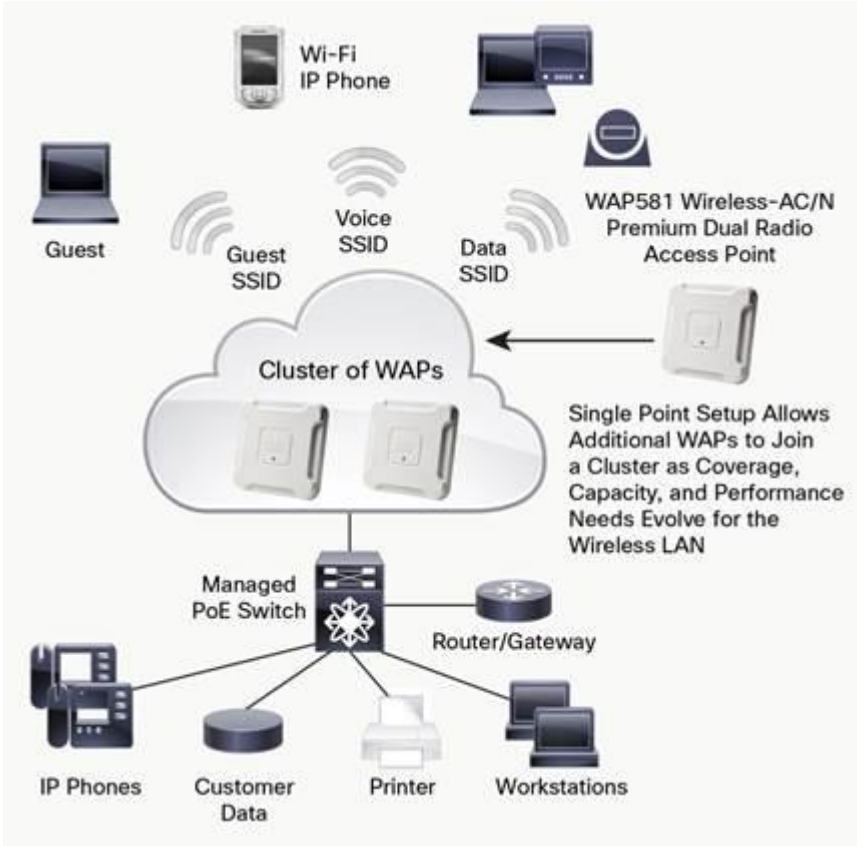 Wi-Fi
IP Phone
Guest
Guest
SSID
Voice
SSID
Data
SSID
WAP581 Wireless-AC/N
Premium Dual Radio
Access Point
Cluster of WAPs
Single Point Setup Allows
Additional WAPs to Join
a Cluster as Coverage,
Capacity, and Performance
Needs Evolve for the
Wireless LAN
Managed
PoE Switch
Router/Gateway
IP Phones
Customer
Data
Printer
Workstations